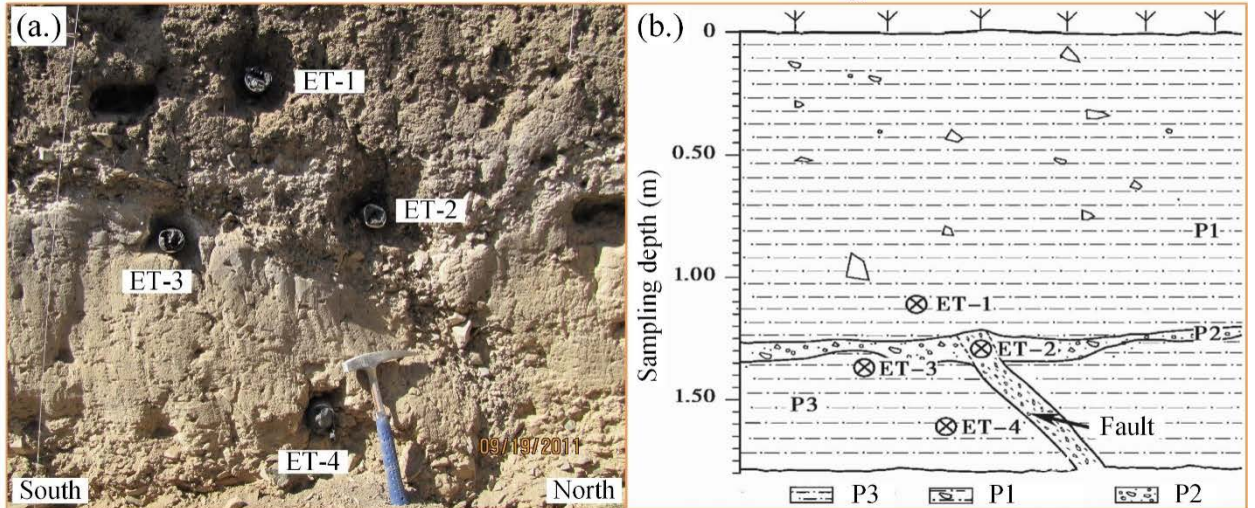 (a.)
ET-1
ET-2
ET-3
ET-4
09/19/2011
South
North
(b.)
Sampling depth (m)
0
0.50
1.00
1.50
P1
ET-1
P2
ET-2
ET-3
P3
ET-4
Fault
P3
P1
P2